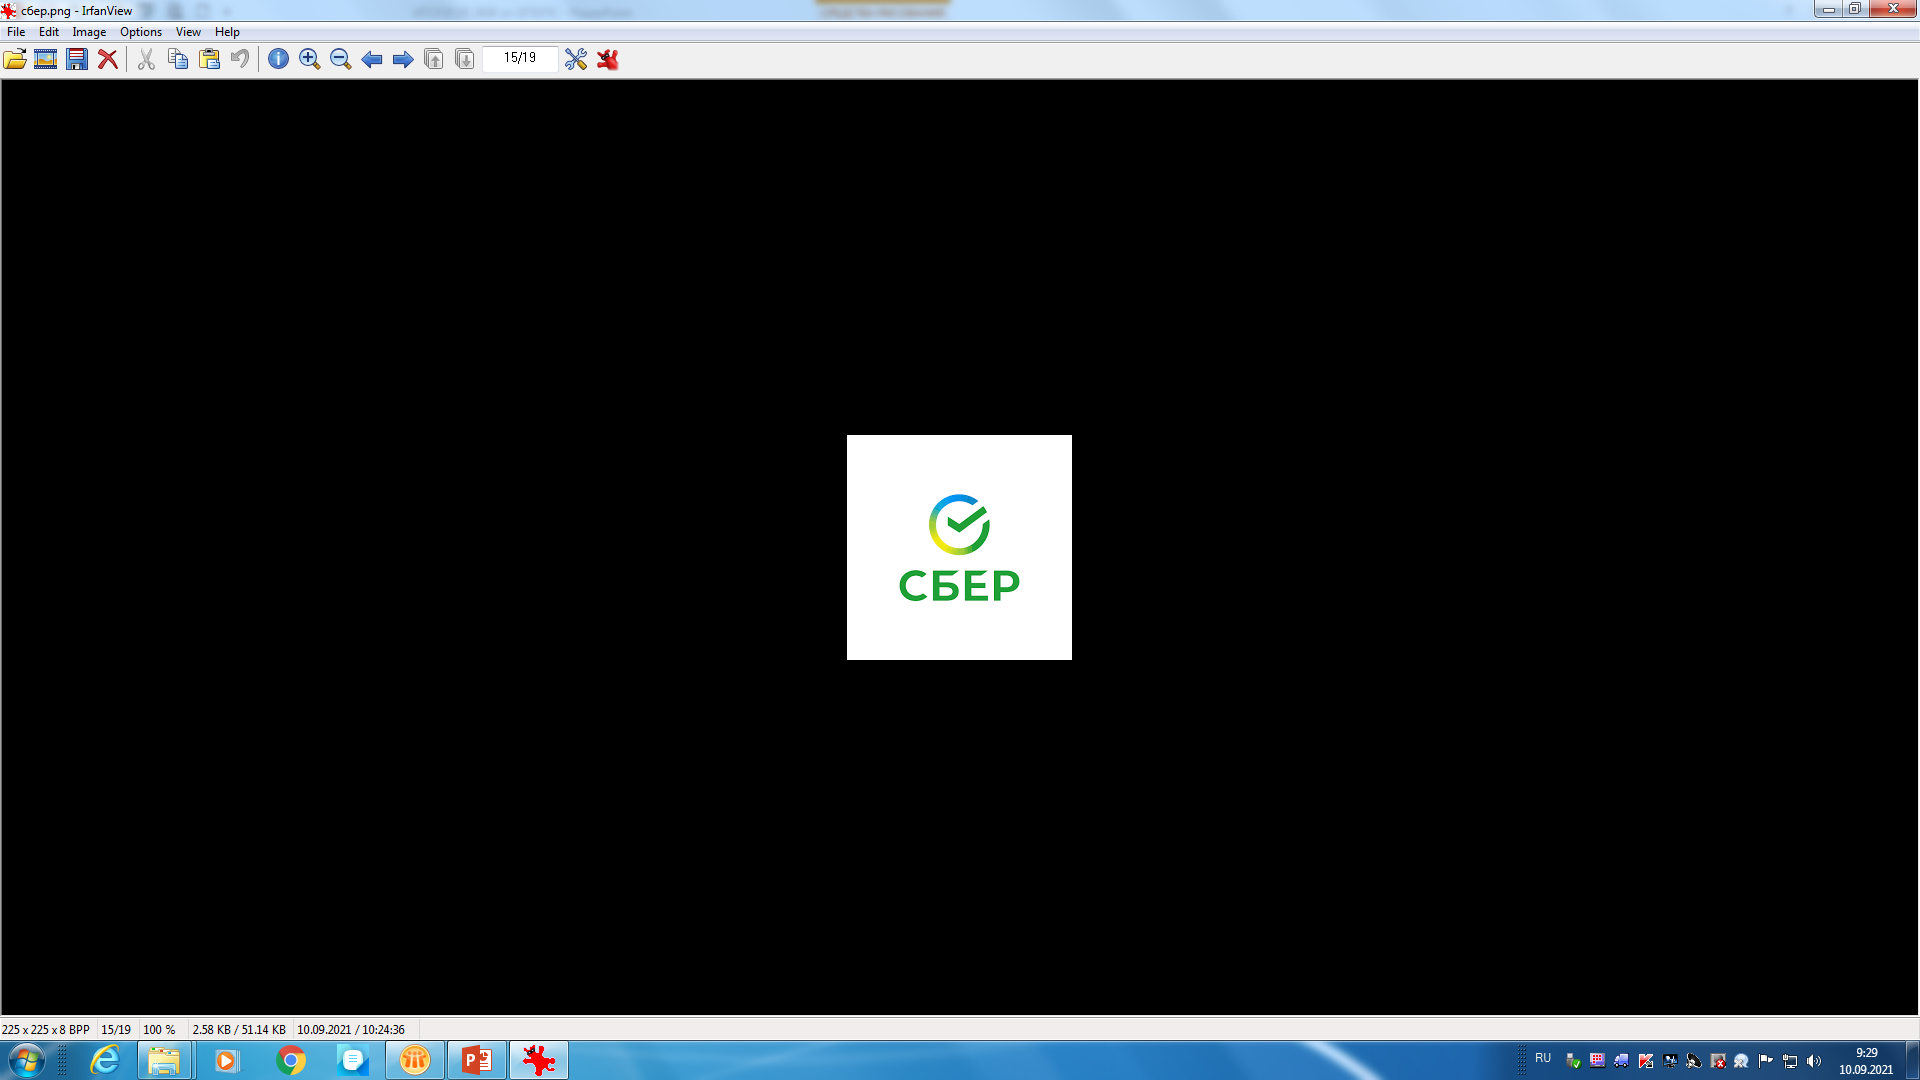 сбер.png - IrfanView
File Edit Image Options View Help
15/19
СБЕР
225 x 225 x 8 BPP 15/19 100 % 2.58 KB / 51.14 KB 10.09.2021 / 10:24:36
RU
9:29
10.09.2021